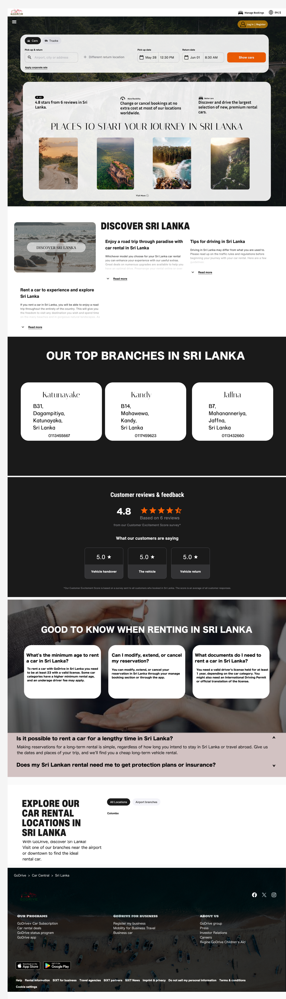 GODRIVE
Manage Bookings
EN | $
Log in | Register
Cars
Trucks
Pick-up & return
Pick-up date
Return date
Airport, city or address
Different return location
May 28
12:30 PM
Jun 01
8:30 AM
Show cars
Apply corporate rate
4.8
4.8 stars from 6 reviews in Sri
Lanka.
More flexibility
Change or cancel bookings at no
extra cost at most of our locations
worldwide.
Better cars
Discover and drive the largest
selection of new, premium rental
cars.
PLACES TO START YOUR JOURNEY IN SRI LANKA
Visit More
DISCOVER SRI LANKA
DISCOVER SRI LANKA
Enjoy a road trip through paradise with
car rental in Sri Lanka
Whichever model you choose for your Sri Lanka car rental
you can enhance your experience with our useful extras.
Great deals on numerous upgrades are available to help you
have an optimal drive. Prearrange your rental online or over
Read more
Tips for driving in Sri Lanka
Driving in Sri Lanka may differ from what you are used to.
Please read up on the traffic rules and regulations before
beginning your journey with your car rental. Here are a few
guidelines:
Read more
Rent a car to experience and explore
Sri Lanka
If you rent a car in Sri Lanka, you will be able to enjoy a road
trip throughout the entirety of the country. This will give you
the freedom to visit any destination you wish and spend time
on the many beaches and in gorgeous natural landscapes. As
Read more
OUR TOP BRANCHES IN SRI LANKA
Katunayake
B31,
Dagampitiya,
Katunayaka,
Sri Lanka
0113455667
Kandy
B14,
Mahawewa,
Kandy,
Sri Lanka
0117459623
Jaffna
B7,
Mahananneriya,
Jaffna,
Sri Lanka
0113432660
Customer reviews & feedback
4.8
Based on 6 reviews
from our Customer Excitement Score survey*
What our customers are saying
5.0
Vehicle handover
5.0
The vehicle
5.0
Vehicle return
*Our Customer Excitement Score is based on a survey sent to all customers who booked in Sri Lanka. The score is an average of all customer responses.
GOOD TO KNOW WHEN RENTING IN SRI LANKA
What's the minimum age to rent
a car in Sri Lanka?
To rent a car with GoDrive in Sri Lanka you need
to be at least 23 with a valid license. Some car
categories have a higher minimum rental age,
and an underage driver fee may apply.
Can I modify, extend, or cancel
my reservation?
You can modify, extend, or cancel your
reservation in Sri Lanka through your manage
booking section or through the app.
What documents do I need to
rent a car in Sri Lanka?
You need a valid driver's license held for at least
1 year, depending on the car category. You
might also need an International Driving Permit
or official translation of the license.
Is it possible to rent a car for a lengthy time in Sri Lanka?
Making reservations for a long-term rental is simple, regardless of how long you intend to stay in Sri Lanka or travel abroad. Give us
the dates and places of your trip, and we'll find you a cheap long-term vehicle rental.
Does my Sri Lankan rental need me to get protection plans or insurance?
EXPLORE OUR
CAR RENTAL
LOCATIONS IN
SRI LANKA
With GoDrive, discover Sri Lanka!
Visit one of our branches near the airport
or downtown to find the ideal
rental car.
All Locations
Airport branches
Colombo
GoDrive > Car Central > Sri Lanka
GODRIVE
OUR PROGRAMS
GoDrive+ Car Subscription
Car rental deals
GoDrive status program
GoDrive app
GODRIVE FOR BUSINESS
Register my business
Mobility for Business Travel
Business car
ABOUT US
GoDrive group
Press
Investor Relations
Careers
Regine GoDrive Children's Aid
Download on the
App Store
GET IT ON
Google Play
Help Rental information SIXT for business Travel agencies SIXT partners SIXT News Imprint & privacy Do not sell my personal information Terms & conditions
Cookie settings